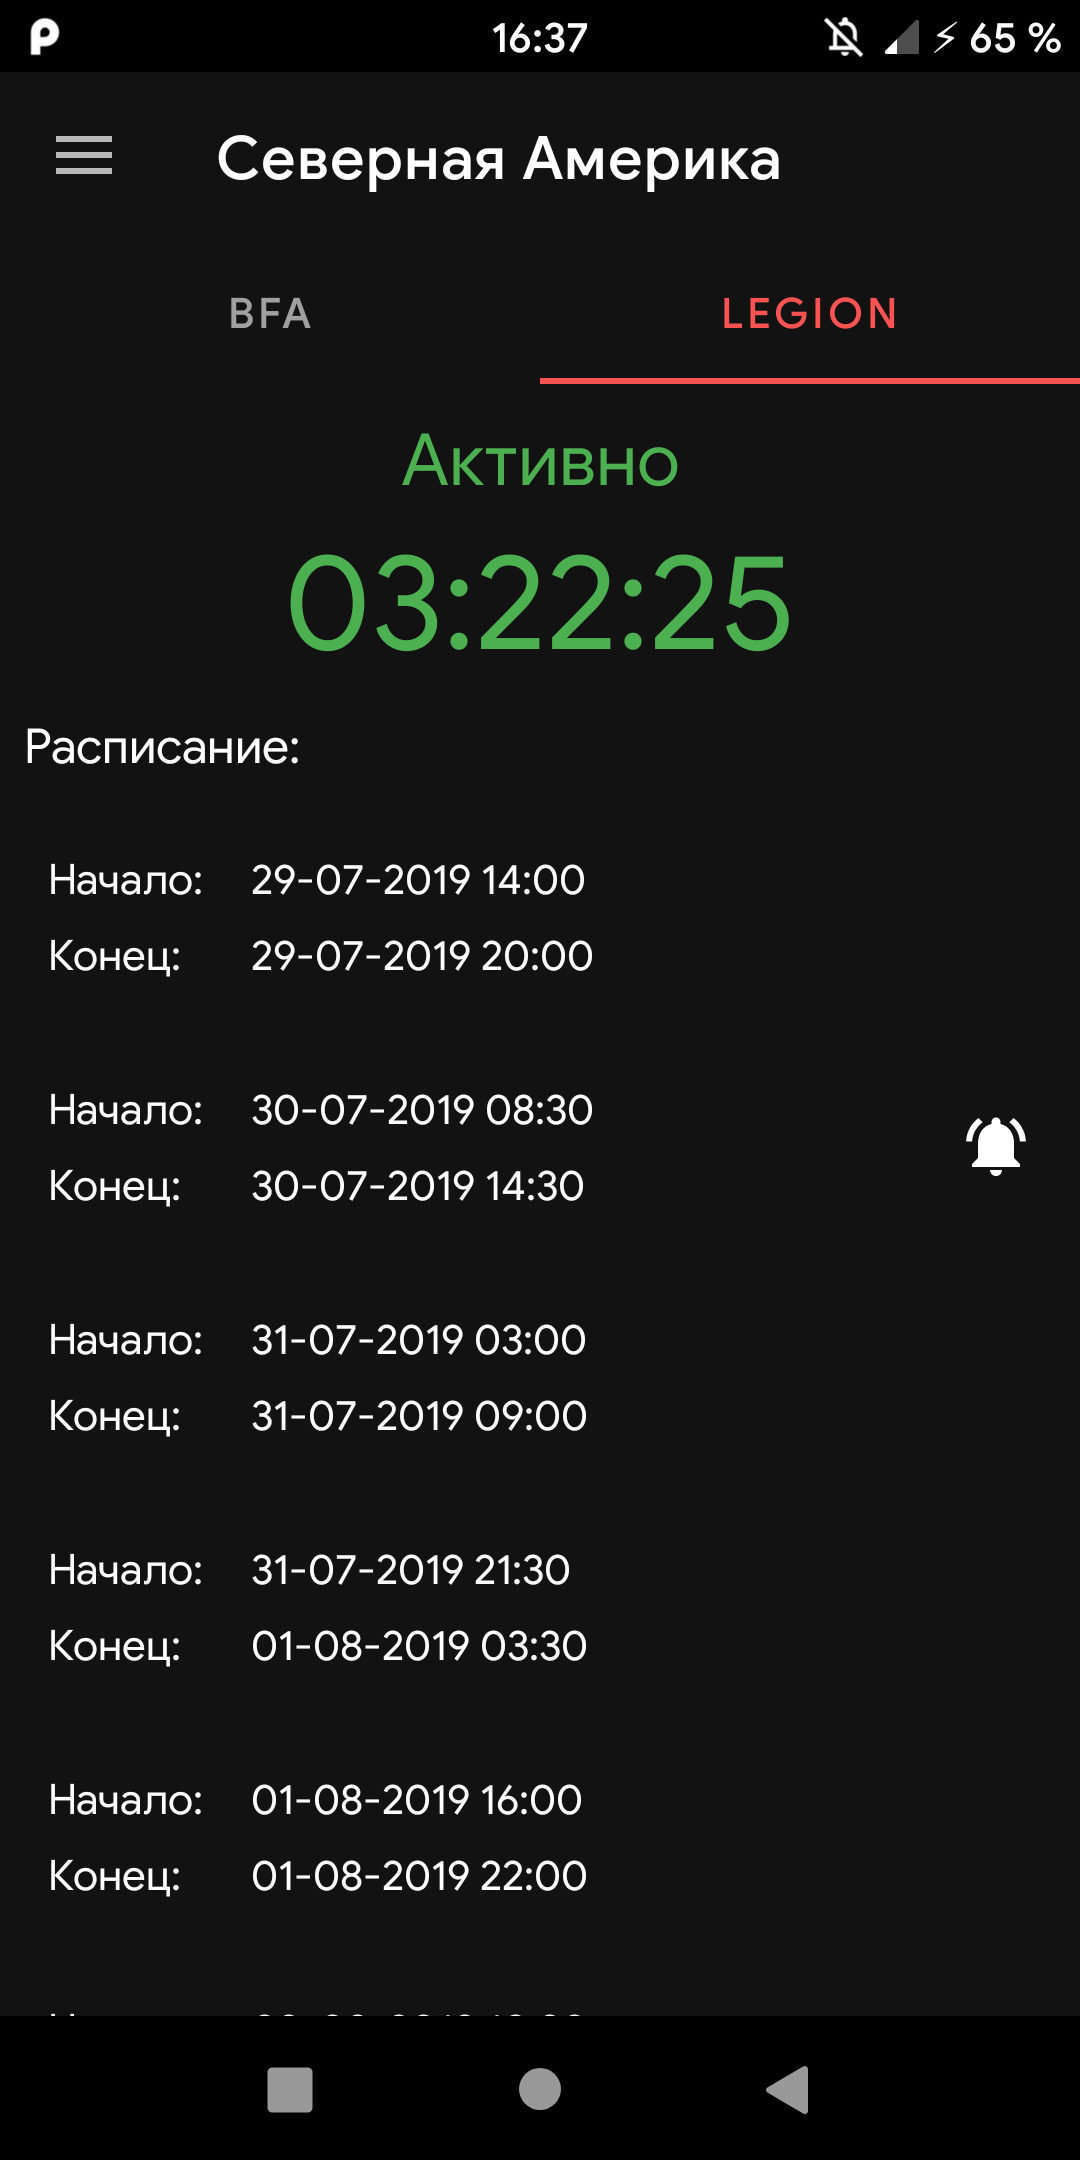 16:37 65 %
Северная Америка
BFA LEGION
Активно
03:22:25
Расписание:
Начало: 29-07-2019 14:00
Конец: 29-07-2019 20:00
Начало: 30-07-2019 08:30
Конец: 30-07-2019 14:30
Начало: 31-07-2019 03:00
Конец: 31-07-2019 09:00
Начало: 31-07-2019 21:30
Конец: 01-08-2019 03:30
Начало: 01-08-2019 16:00
Конец: 01-08-2019 22:00